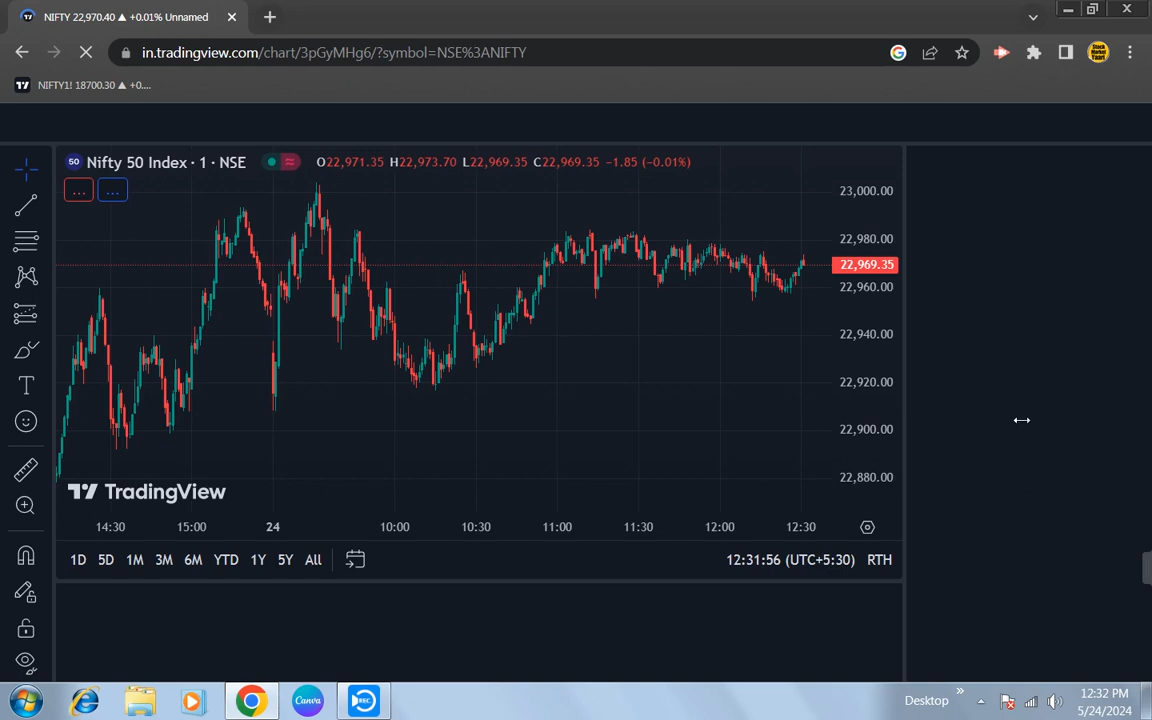 NIFTY 22,970.40 ▲ +0.01% Unnamed
in.tradingview.com/chart/3pGyMHg6/?symbol=NSE%3ANIFTY
NIFTY1! 18700.30 ▲ +0....
50 Nifty 50 Index · 1 · NSE O22,971.35 H22,973.70 L22,969.35 C22,969.35 −1.85 (−0.01%)
... ...
23,000.00
22,980.00
22,969.35
22,960.00
22,940.00
22,920.00
22,900.00
22,880.00
TradingView
14:30 15:00 24 10:00 10:30 11:00 11:30 12:00 12:30
1D 5D 1M 3M 6M YTD 1Y 5Y All 12:31:56 (UTC+5:30) RTH
Canva
REC
Desktop
12:32 PM
5/24/2024